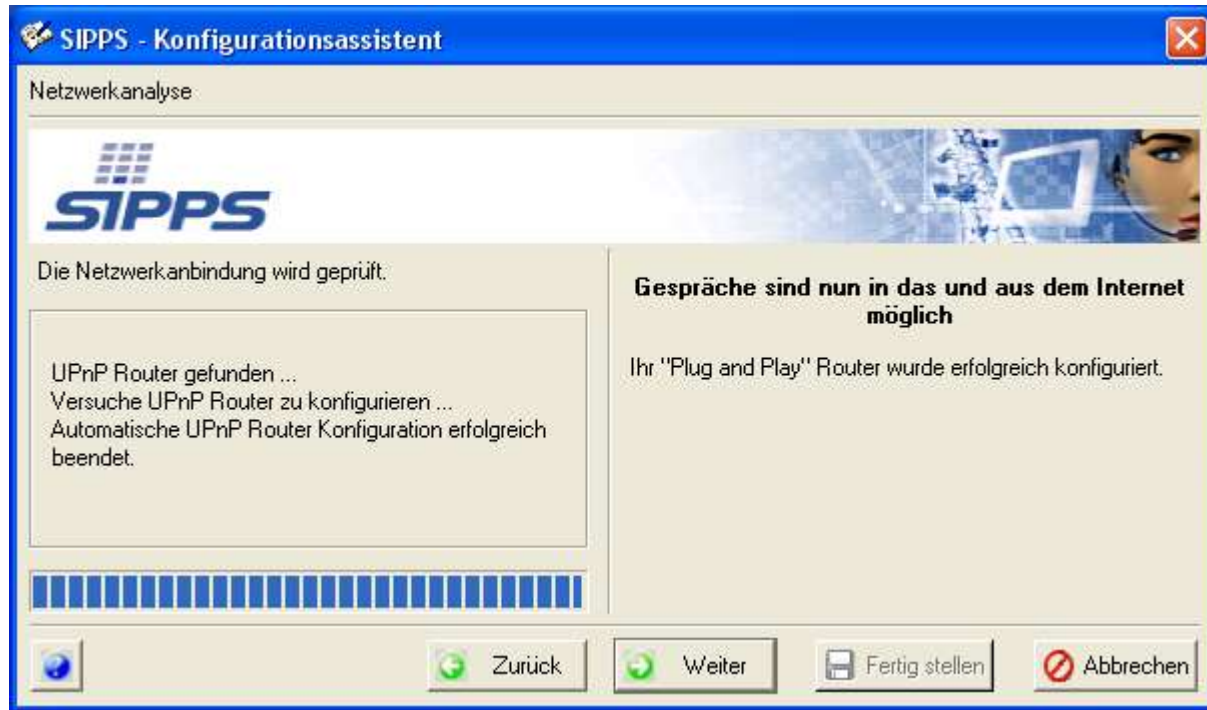 SIPPS - Konfigurationsassistent
Netzwerkanalyse
SIPPS
Die Netzwerkanbindung wird geprüft.
UPnP Router gefunden ...
Versuche UPnP Router zu konfigurieren ...
Automatische UPnP Router Konfiguration erfolgreich
beendet.
Gespräche sind nun in das und aus dem Internet
möglich
Ihr "Plug and Play" Router wurde erfolgreich konfiguriert.
Zurück
Weiter
Fertig stellen
Abbrechen